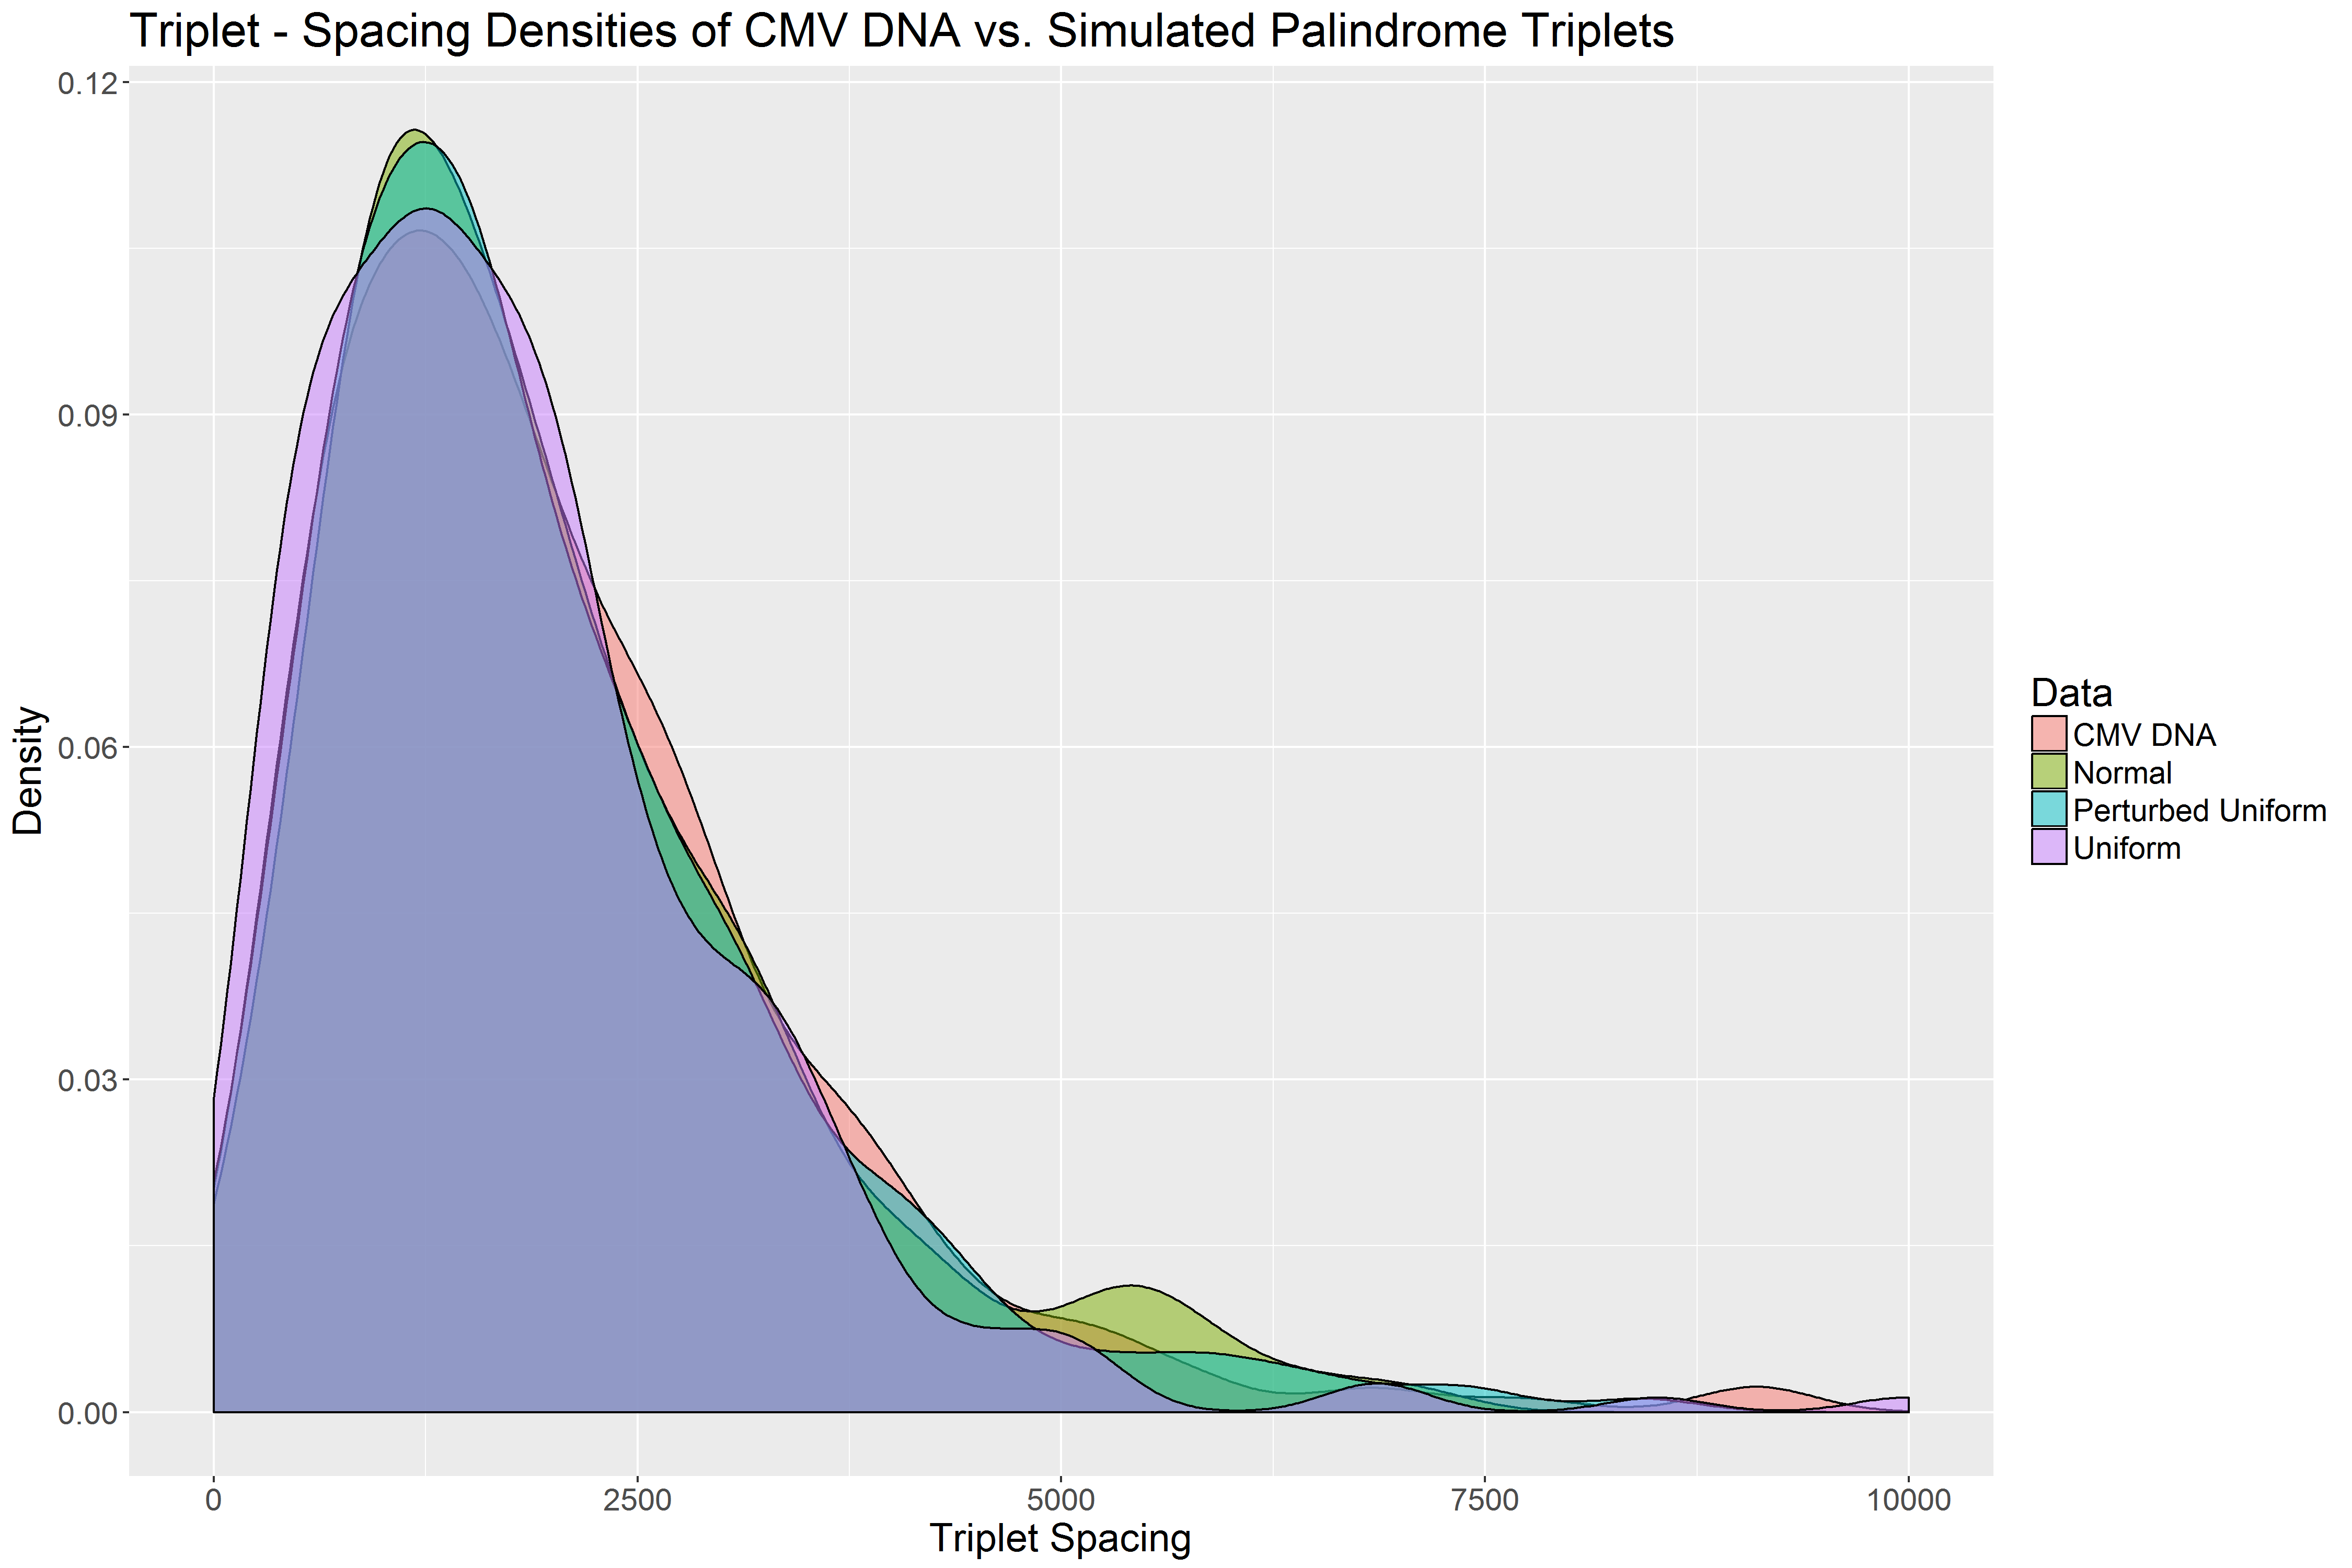 Triplet - Spacing Densities of CMV DNA vs. Simulated Palindrome Triplets
0.12
0.09
0.06
0.03
0.00
Density
0
2500
5000
7500
10000
Triplet Spacing
Data
CMV DNA
Normal
Perturbed Uniform
Uniform